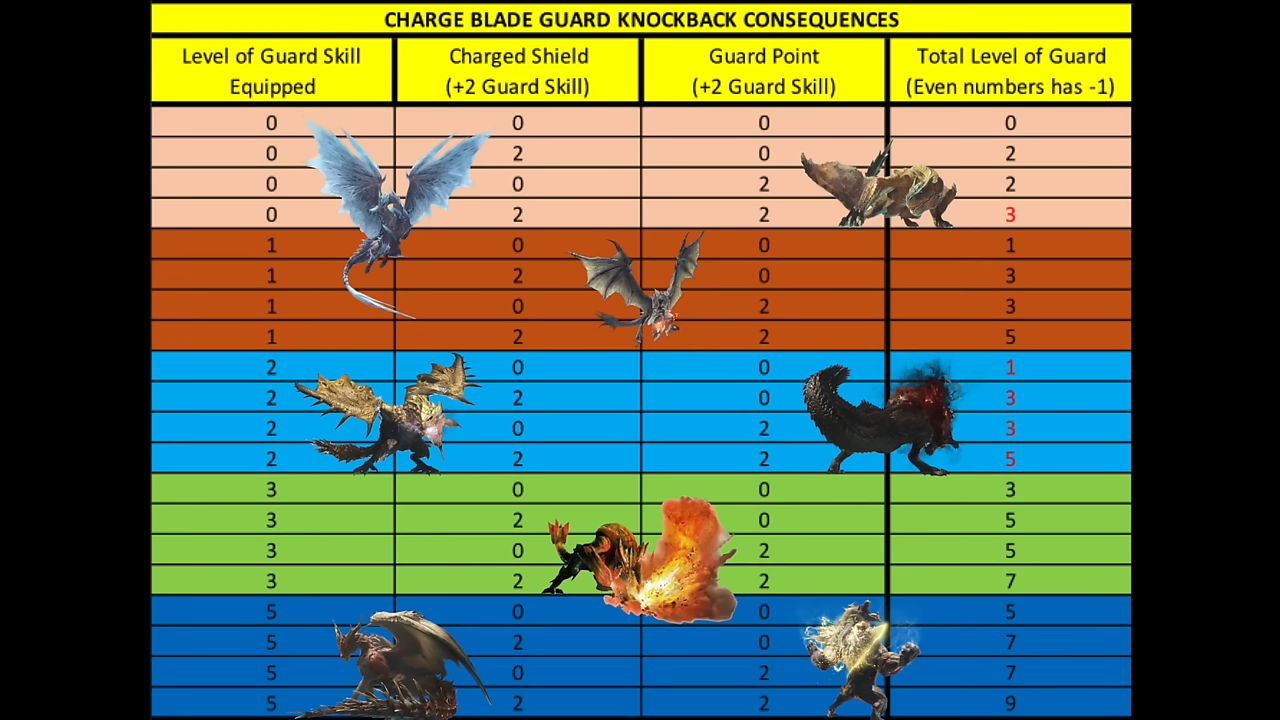 CHARGE BLADE GUARD KNOCKBACK CONSEQUENCES
Level of Guard Skill Equipped
Charged Shield (+2 Guard Skill)
Guard Point (+2 Guard Skill)
Total Level of Guard (Even numbers has -1)
0 0 0 0
0 2 0 2
0 0 2 2
0 2 2 3
1 0 0 1
1 2 0 3
1 0 2 3
1 2 2 5
2 0 0 1
2 2 0 3
2 0 2 3
2 2 2 5
3 0 0 3
3 2 0 5
3 0 2 5
3 2 2 7
5 0 0 5
5 2 0 7
5 0 2 7
5 2 2 9